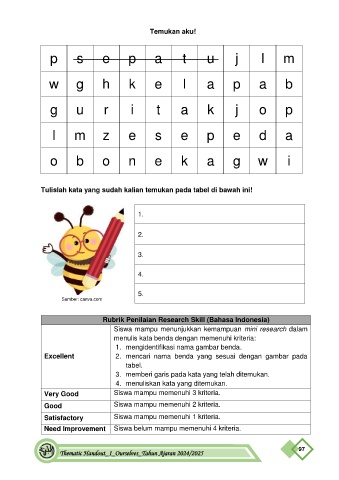 Temukan aku!
p s e p a t u j l m
w g h k e l a p a b
g u r i t a k j o p
l m z e s e p e d a
o b o n e k a g w i
Tulislah kata yang sudah kalian temukan pada tabel di bawah ini!
1.
2.
3.
4.
5.
Sumber: canva.com
Rubrik Penilaian Research Skill (Bahasa Indonesia)
Excellent
Siswa mampu menunjukkan kemampuan mini research dalam
menulis kata benda dengan memenuhi kriteria:
1. mengidentifikasi nama gambar benda.
2. mencari nama benda yang sesuai dengan gambar pada
tabel.
3. memberi garis pada kata yang telah ditemukan.
4. menuliskan kata yang ditemukan.
Very Good Siswa mampu memenuhi 3 kriteria.
Good Siswa mampu memenuhi 2 kriteria.
Satisfactory Siswa mampu memenuhi 1 kriteria.
Need Improvement Siswa belum mampu memenuhi 4 kriteria.
Thematic Handout_1_Ourselves_Tahun Ajaran 2024/2025
97